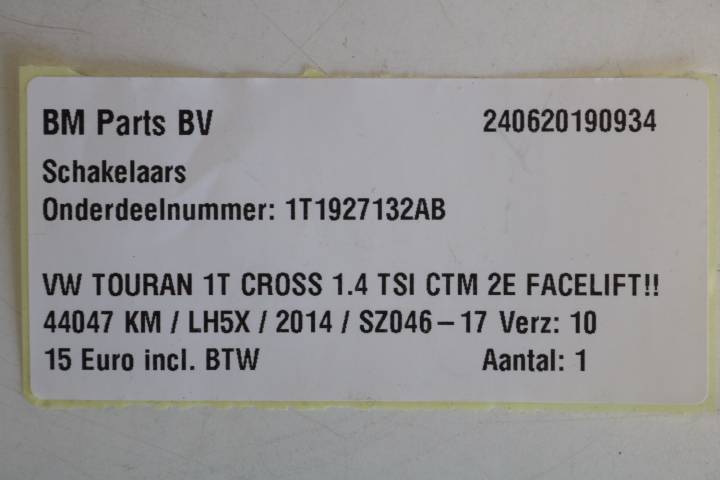 BM Parts BV 240620190934
Schakelaars
Onderdeelnummer: 1T1927132AB
VW TOURAN 1T CROSS 1.4 TSI CTM 2E FACELIFT!!
44047 KM / LH5X / 2014 / SZ046-17 Verz: 10
15 Euro incl. BTW Aantal: 1